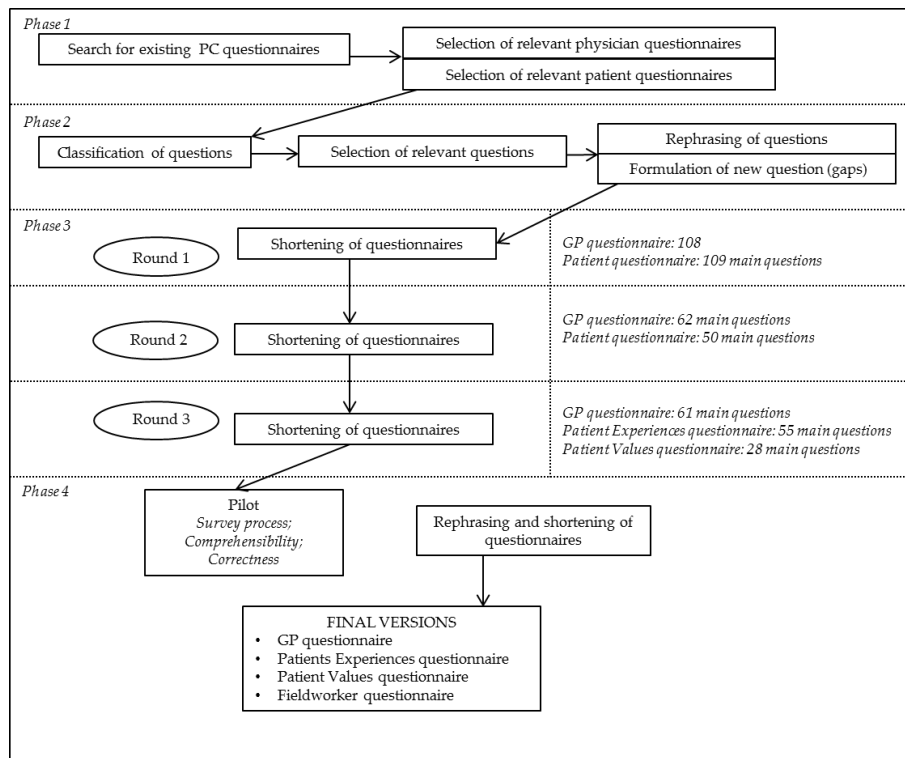 Phase 1
Search for existing PC questionnaires
Selection of relevant physician questionnaires
Selection of relevant patient questionnaires
Phase 2
Classification of questions
Selection of relevant questions
Rephrasing of questions
Formulation of new question (gaps)
Phase 3
Round 1
Shortening of questionnaires
GP questionnaire: 108
Patient questionnaire: 109 main questions
Round 2
Shortening of questionnaires
GP questionnaire: 62 main questions
Patient questionnaire: 50 main questions
Round 3
Shortening of questionnaires
GP questionnaire: 61 main questions
Patient Experiences questionnaire: 55 main questions
Patient Values questionnaire: 28 main questions
Phase 4
Pilot
Survey process;
Comprehensibility;
Correctness
Rephrasing and shortening of
questionnaires
FINAL VERSIONS
• GP questionnaire
• Patients Experiences questionnaire
• Patient Values questionnaire
• Fieldworker questionnaire